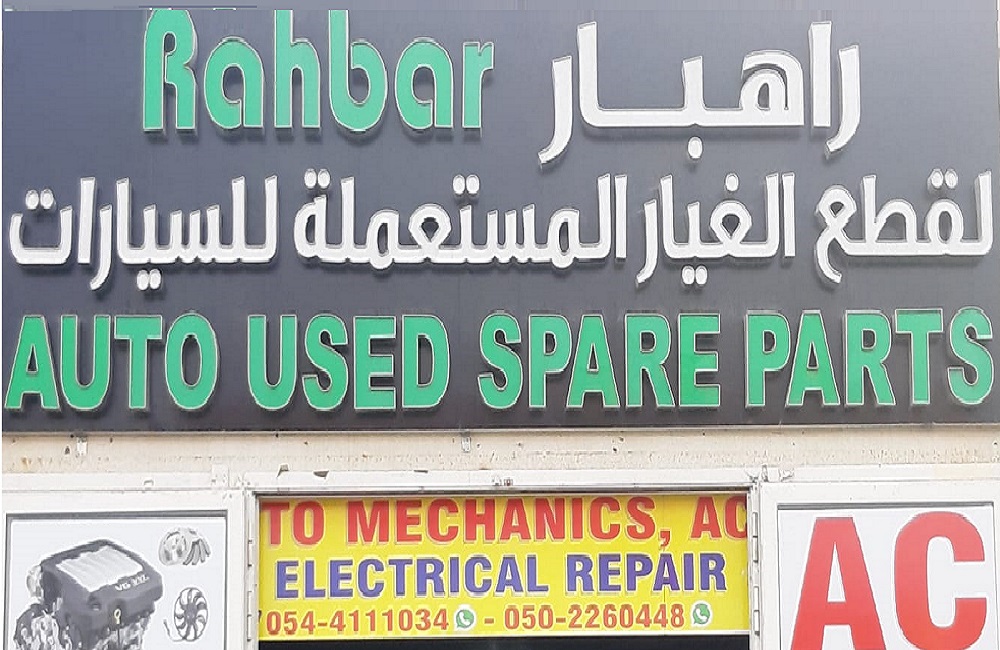 Rahbar راهبار
لقطع الغيار المستعملة للسيارات
AUTO USED SPARE PARTS
TO MECHANICS, AC
ELECTRICAL REPAIR
054-4111034 - 050-2260448
AC